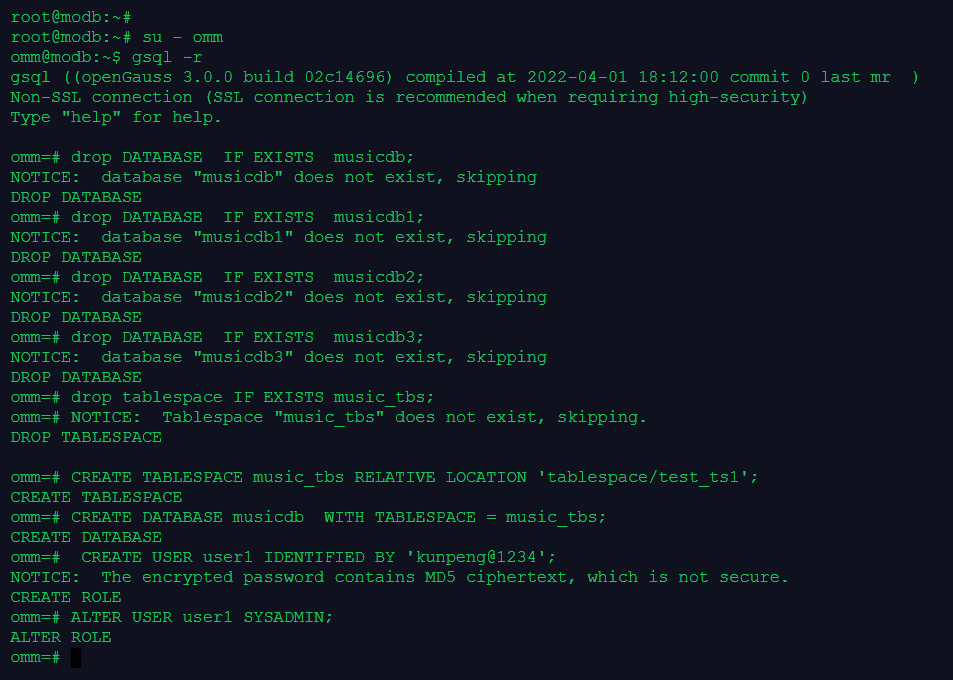 root@modb:~#
root@modb:~# su - omm
omm@modb:~$ gsql -r
gsql ((openGauss 3.0.0 build 02c14696) compiled at 2022-04-01 18:12:00 commit 0 last mr  )
Non-SSL connection (SSL connection is recommended when requiring high-security)
Type "help" for help.

omm=# drop DATABASE  IF EXISTS  musicdb;
NOTICE:  database "musicdb" does not exist, skipping
DROP DATABASE
omm=# drop DATABASE  IF EXISTS  musicdb1;
NOTICE:  database "musicdb1" does not exist, skipping
DROP DATABASE
omm=# drop DATABASE  IF EXISTS  musicdb2;
NOTICE:  database "musicdb2" does not exist, skipping
DROP DATABASE
omm=# drop DATABASE  IF EXISTS  musicdb3;
NOTICE:  database "musicdb3" does not exist, skipping
DROP DATABASE
omm=# drop tablespace IF EXISTS music_tbs;
omm=# NOTICE:  Tablespace "music_tbs" does not exist, skipping.
DROP TABLESPACE

omm=# CREATE TABLESPACE music_tbs RELATIVE LOCATION 'tablespace/test_ts1';
CREATE TABLESPACE
omm=# CREATE DATABASE musicdb  WITH TABLESPACE = music_tbs;
CREATE DATABASE
omm=#  CREATE USER user1 IDENTIFIED BY 'kunpeng@1234';
NOTICE:  The encrypted password contains MD5 ciphertext, which is not secure.
CREATE ROLE
omm=# ALTER USER user1 SYSADMIN;
ALTER ROLE
omm=#